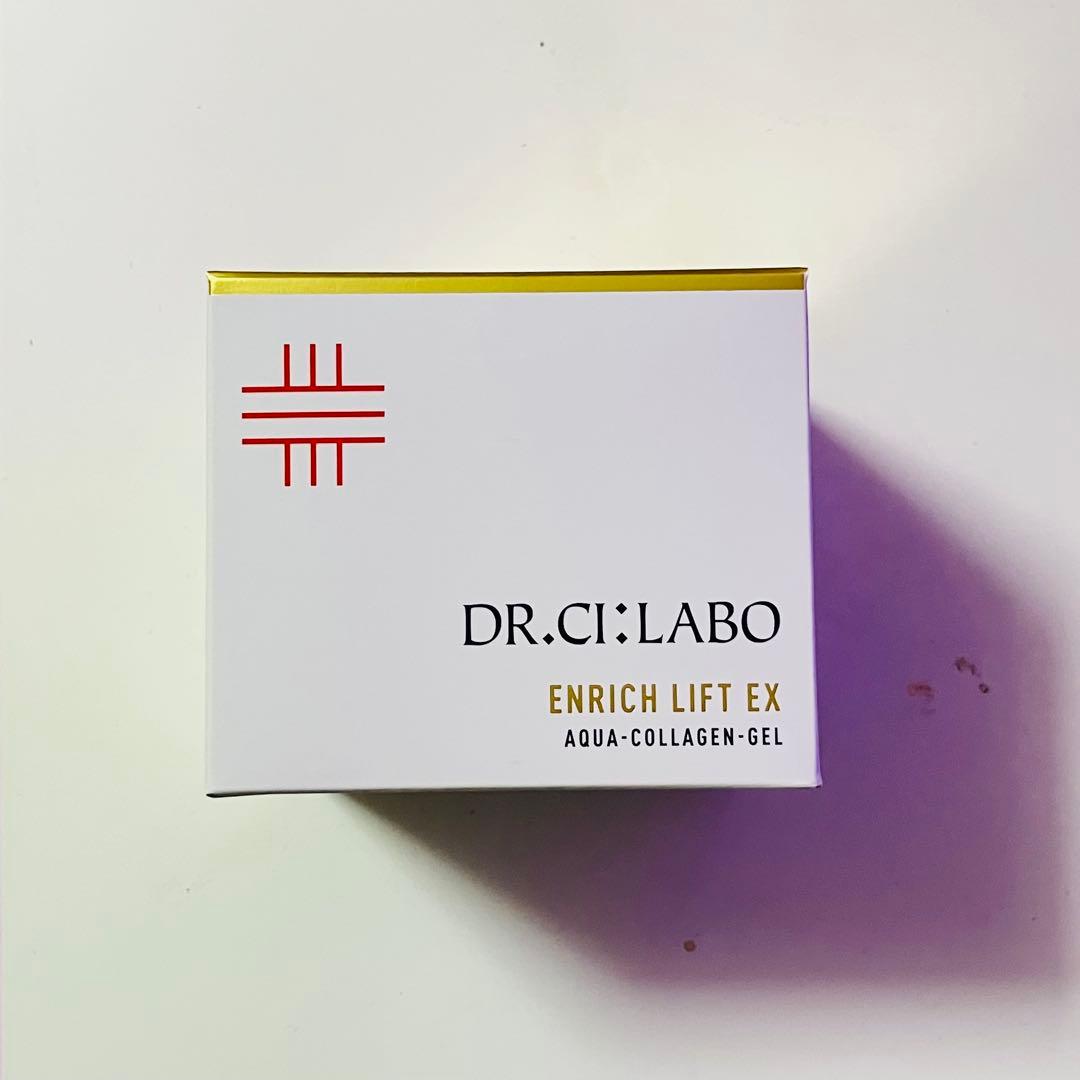 DR.CI:LABO
ENRICH LIFT EX
AQUA-COLLAGEN-GEL